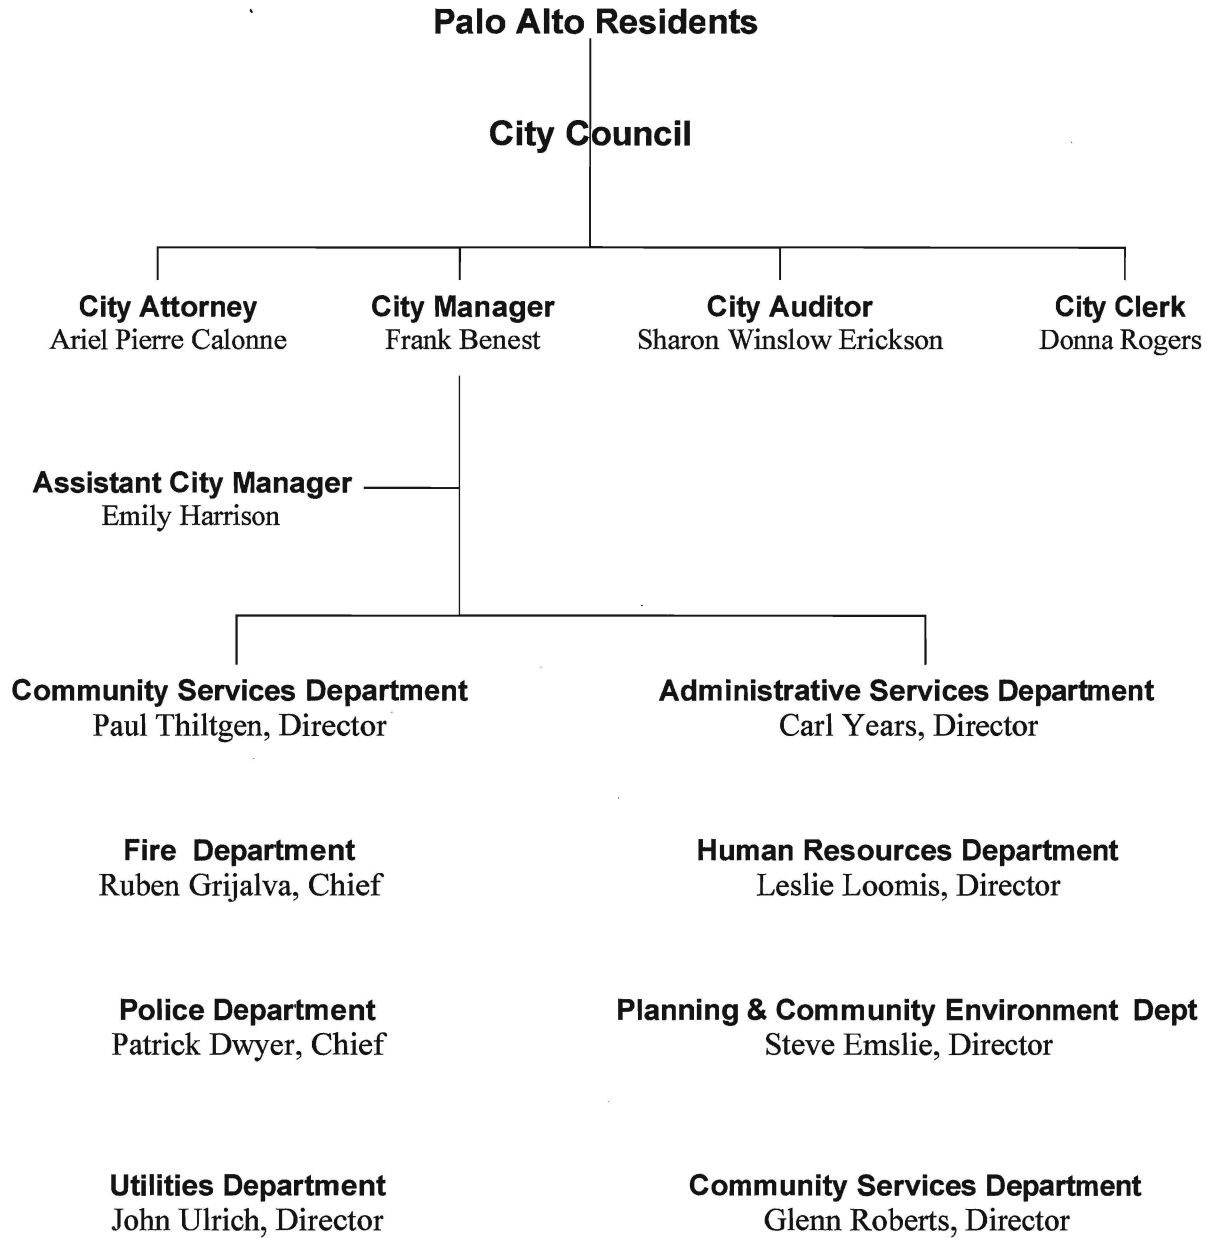 Palo Alto Residents
City Council
City Attorney
Ariel Pierre Calonne
City Manager
Frank Benest
City Auditor
Sharon Winslow Erickson
City Clerk
Donna Rogers
Assistant City Manager
Emily Harrison
Community Services Department
Paul Thiltgen, Director
Administrative Services Department
Carl Years, Director
Fire Department
Ruben Grijalva, Chief
Human Resources Department
Leslie Loomis, Director
Police Department
Patrick Dwyer, Chief
Planning & Community Environment Dept
Steve Emslie, Director
Utilities Department
John Ulrich, Director
Community Services Department
Glenn Roberts, Director